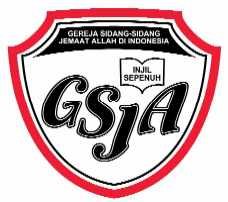 GEREJA SIDANG-SIDANG
JEMAAT ALLAH DI INDONESIA
INJIL
SEPENUH
GSJA